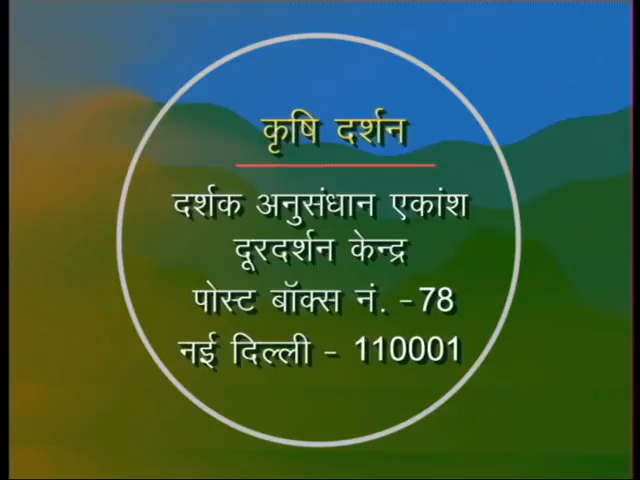 कृषि दर्शन
दर्शक अनुसंधान एकांश
दूरदर्शन केन्द्र
पोस्ट बॉक्स नं. - 78
नई दिल्ली - 110001